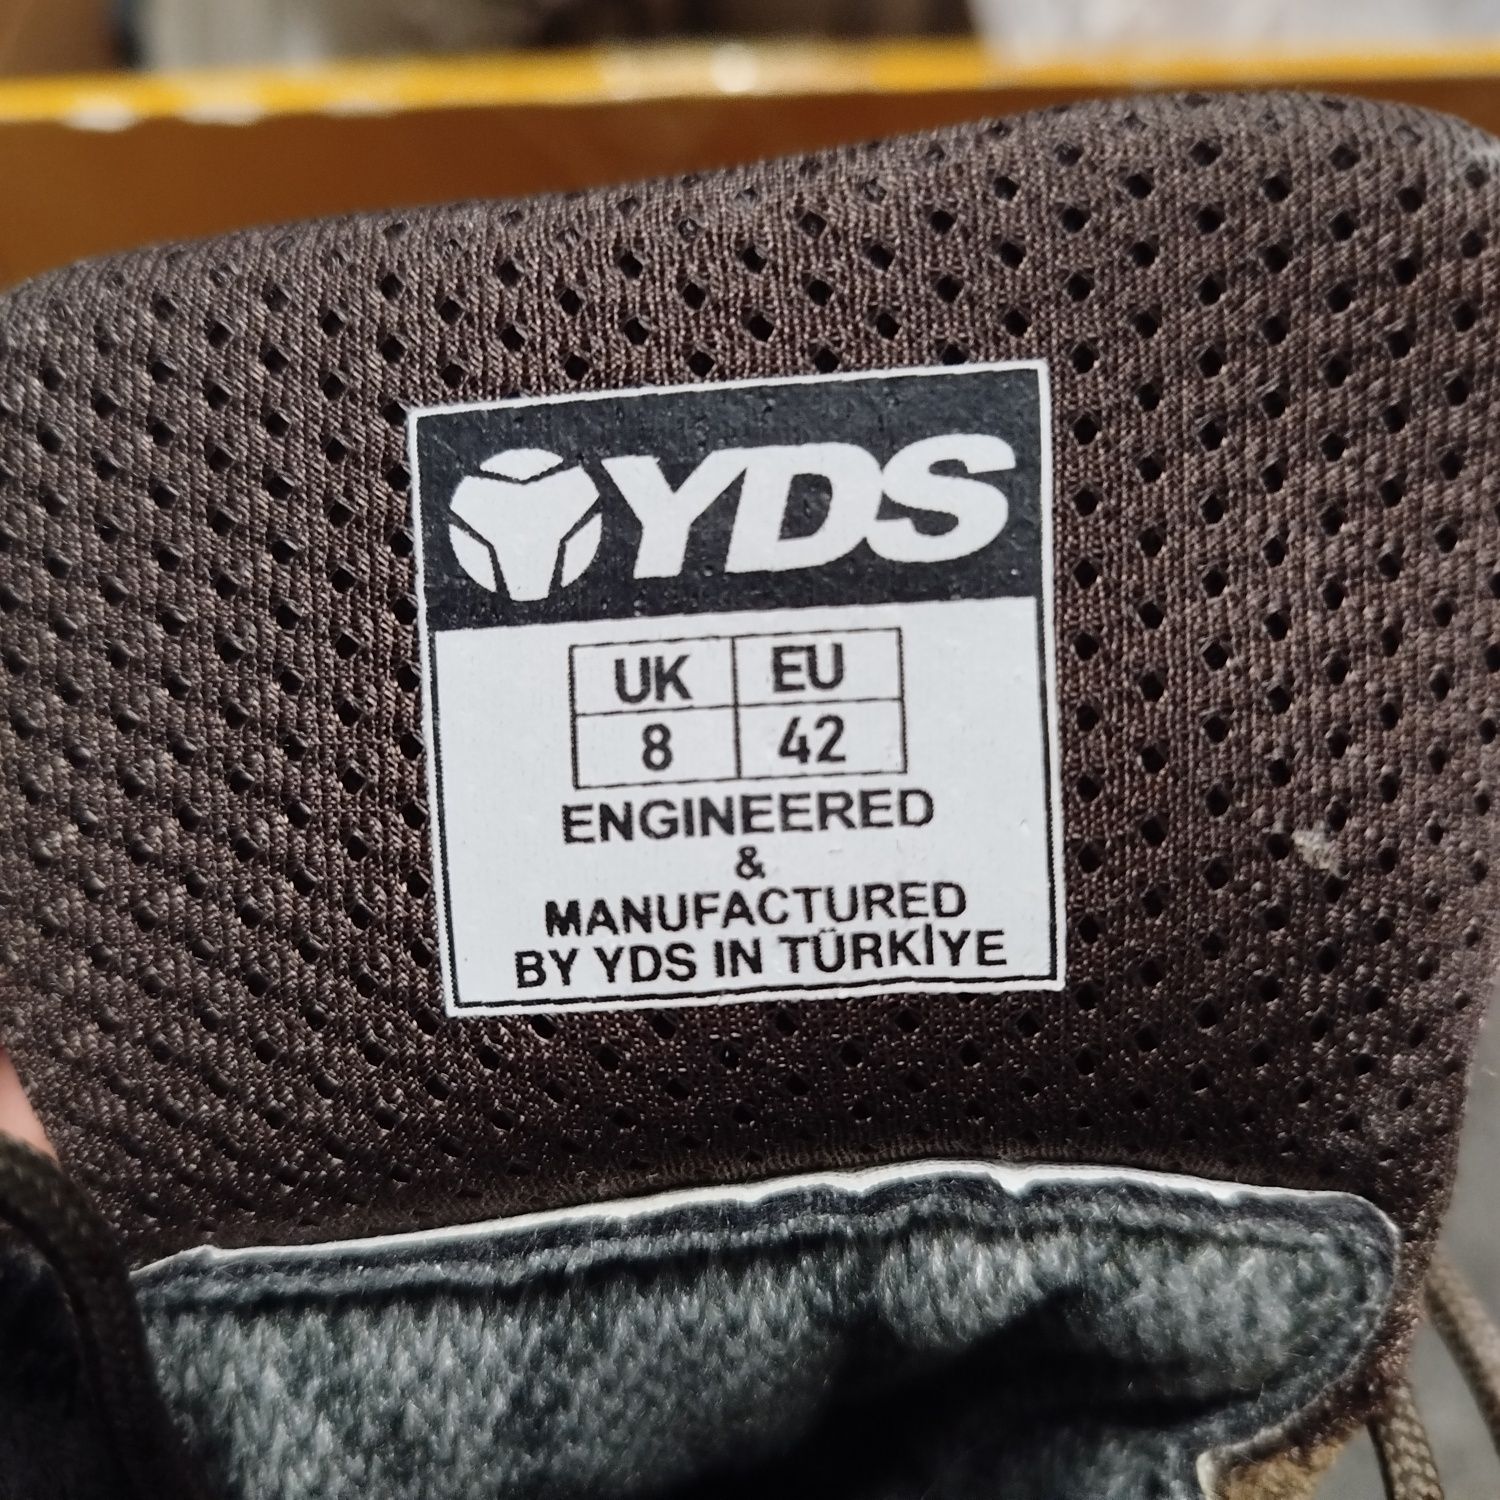 YDS
UK EU
8 42
ENGINEERED
&
MANUFACTURED
BY YDS IN TÜRKİYE